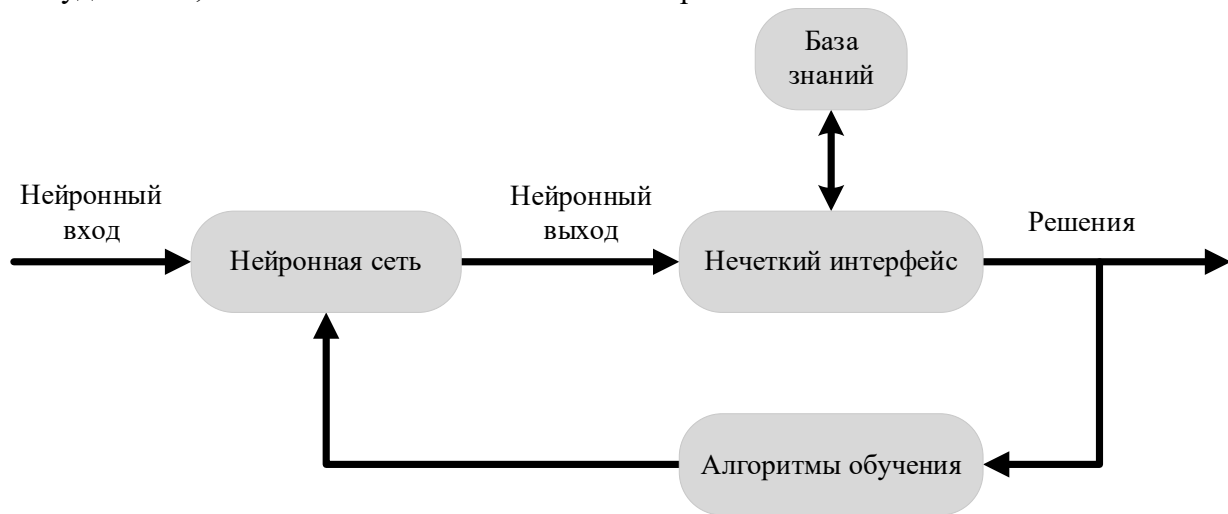 База
знаний
Нейронный
вход
Нейронная сеть
Нейронный
выход
Нечеткий интерфейс
Решения
Алгоритмы обучения